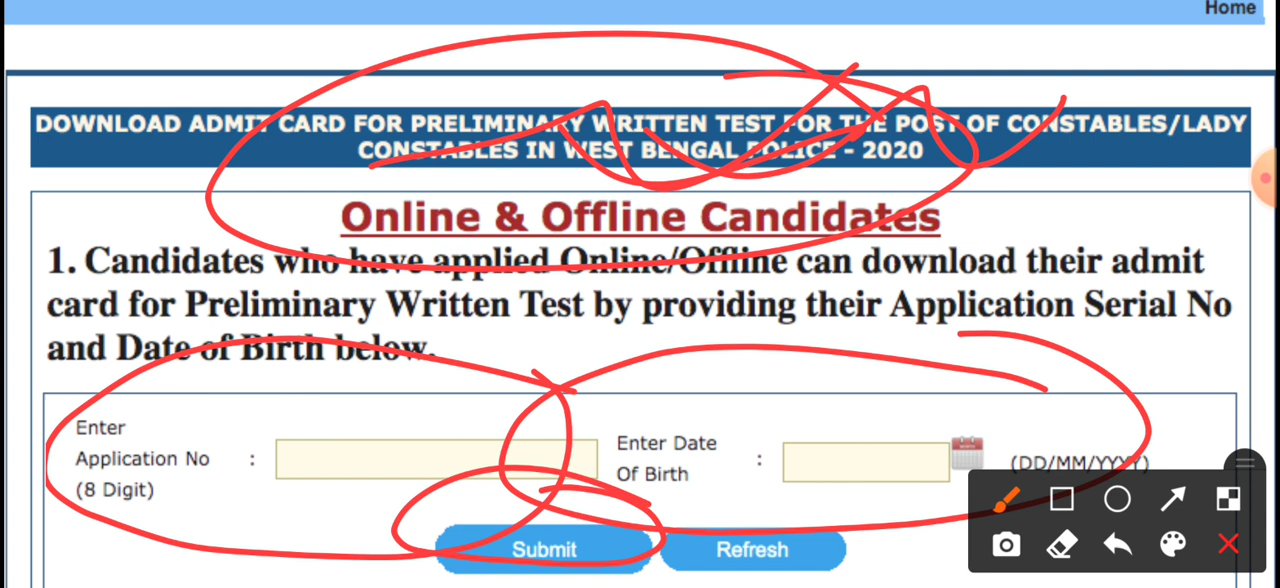 Home
DOWNLOAD ADMIT CARD FOR PRELIMINARY WRITTEN TEST FOR THE POST OF CONSTABLES/LADY
CONSTABLES IN WEST BENGAL POLICE - 2020
Online & Offline Candidates
1. Candidates who have applied Online/Offline can download their admit
card for Preliminary Written Test by providing their Application Serial No
and Date of Birth below.
Enter
Application No :
(8 Digit)
Enter Date
Of Birth :
(DD/MM/YYYY)
Submit
Refresh